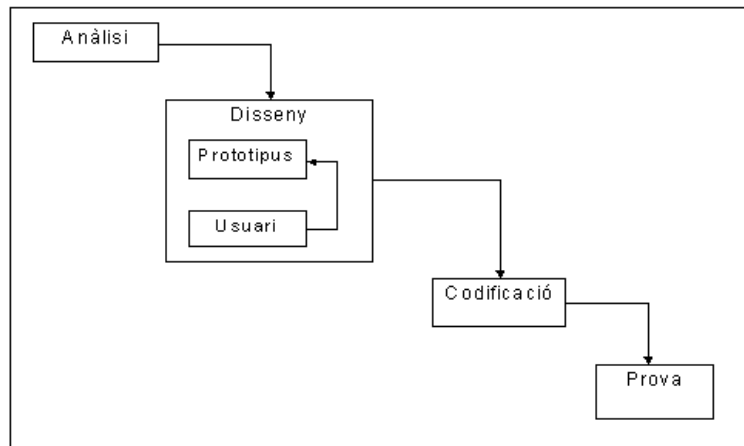 Anàlisi
Disseny
Prototipus
Usuari
Codificació
Prova